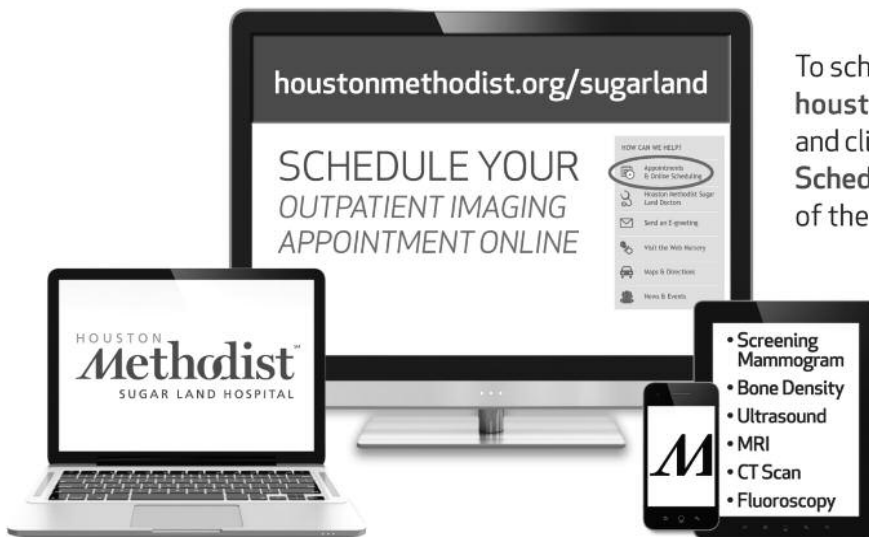 houstonmethodist.org/sugarland
SCHEDULE YOUR
OUTPATIENT IMAGING
APPOINTMENT ONLINE
HOW CAN WE HELP?
Appointments
& Online Scheduling
Houston Methodist Sugar
Land Doctors
Send an E-greeting
Visit the Web Nursery
Maps & Directions
News & Events
To sch
houst
and cli
Sched
of the
HOUSTON
Methodist
SUGAR LAND HOSPITAL
M
• Screening
Mammogram
• Bone Density
• Ultrasound
• MRI
• CT Scan
• Fluoroscopy